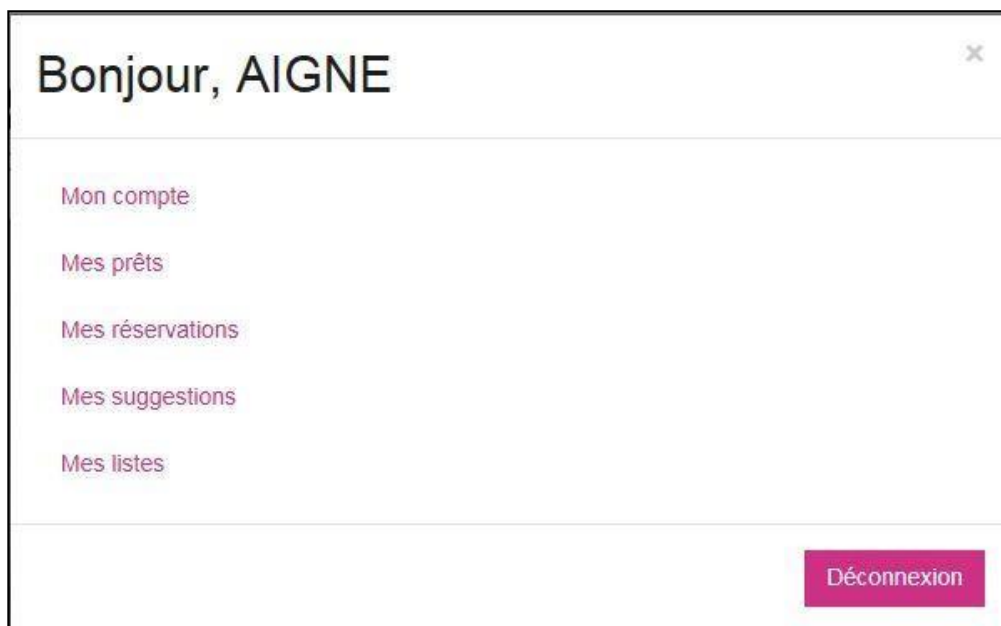 Bonjour, AIGNE
×
Mon compte
Mes prêts
Mes réservations
Mes suggestions
Mes listes
Déconnexion